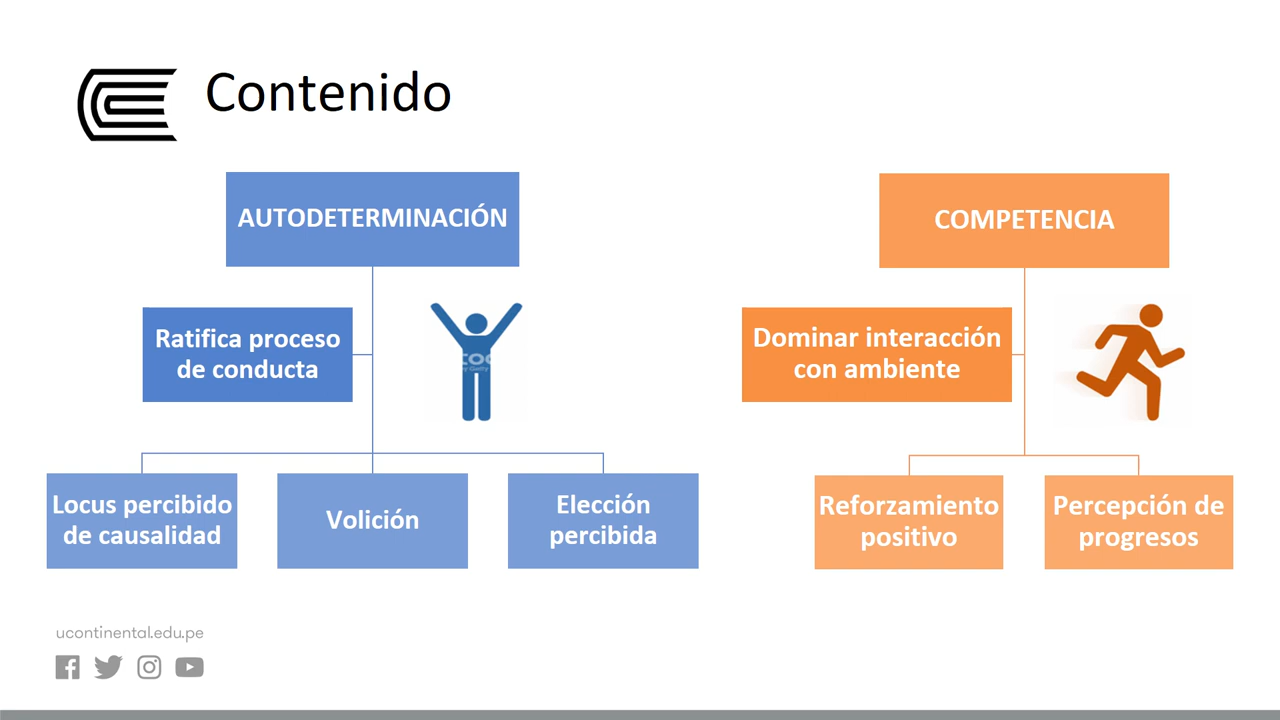 Contenido
AUTODETERMINACIÓN
Ratifica proceso
de conducta
Locus percibido
de causalidad
Volición
Elección
percibida
COMPETENCIA
Dominar interacción
con ambiente
Reforzamiento
positivo
Percepción de
progresos
ucontinental.edu.pe